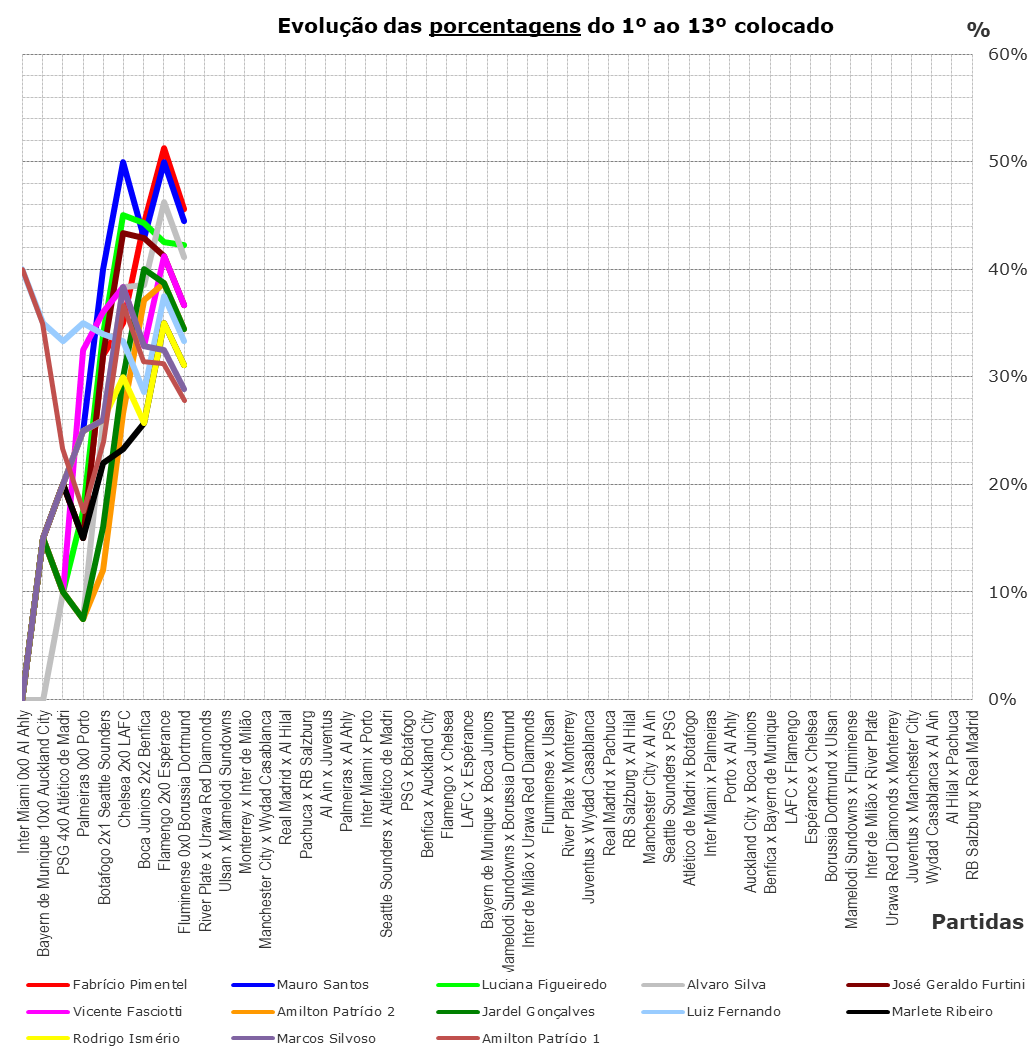 Evolução das porcentagens do 1º ao 13º colocado
%
60%
50%
40%
30%
20%
10%
0%
Inter Miami 0x0 Al Ahly
Bayern de Munique 10x0 Auckland City
PSG 4x0 Atlético de Madri
Palmeiras 0x0 Porto
Botafogo 2x1 Seattle Sounders
Chelsea 2x0 LAFC
Boca Juniors 2x2 Benfica
Flamengo 2x0 Espérance
Fluminense 0x0 Borussia Dortmund
River Plate x Urawa Red Diamonds
Ulsan x Mamelodi Sundowns
Monterrey x Inter de Milão
Manchester City x Wydad Casablanca
Real Madrid x Al Hilal
Pachuca x RB Salzburg
Al Ain x Juventus
Palmeiras x Al Ahly
Inter Miami x Porto
Seattle Sounders x Atlético de Madri
PSG x Botafogo
Benfica x Auckland City
Flamengo x Chelsea
LAFC x Espérance
Bayern de Munique x Boca Juniors
Mamelodi Sundowns x Borussia Dortmund
Inter de Milão x Urawa Red Diamonds
Fluminense x Ulsan
River Plate x Monterrey
Juventus x Wydad Casablanca
Real Madrid x Pachuca
RB Salzburg x Al Hilal
Manchester City x Al Ain
Seattle Sounders x PSG
Atlético de Madri x Botafogo
Inter Miami x Palmeiras
Porto x Al Ahly
Auckland City x Boca Juniors
Benfica x Bayern de Munique
LAFC x Flamengo
Espérance x Chelsea
Borussia Dortmund x Ulsan
Mamelodi Sundowns x Fluminense
Inter de Milão x River Plate
Urawa Red Diamonds x Monterrey
Juventus x Manchester City
Wydad Casablanca x Al Ain
Al Hilal x Pachuca
RB Salzburg x Real Madrid
Partidas
Fabrício Pimentel
Mauro Santos
Luciana Figueiredo
Alvaro Silva
José Geraldo Furtini
Vicente Fasciotti
Amilton Patrício 2
Jardel Gonçalves
Luiz Fernando
Marlete Ribeiro
Rodrigo Ismério
Marcos Silvoso
Amilton Patrício 1